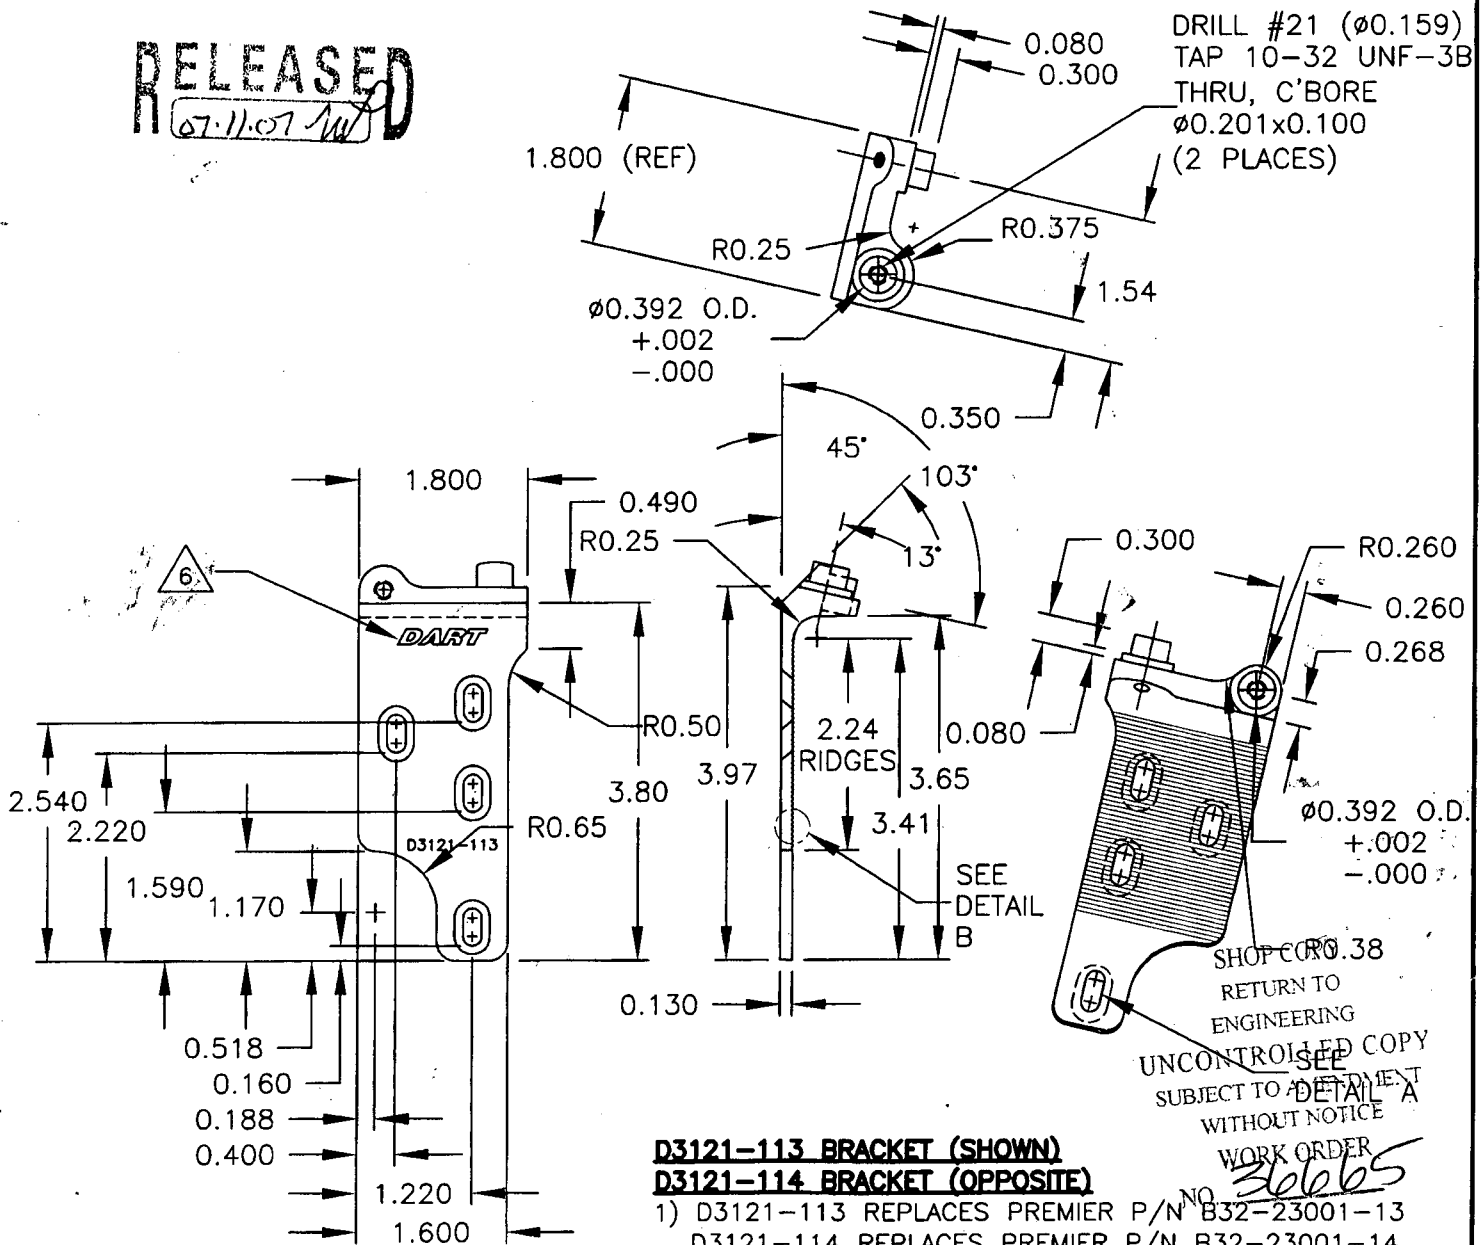 RELEASED
07.11.07
DRILL #21 (ø0.159)
TAP 10-32 UNF-3B
THRU, C'BORE
ø0.201x0.100
(2 PLACES)
0.080
0.300
1.800 (REF)
R0.25
R0.375
1.54
ø0.392 O.D.
+.002
-.000
0.350
45°
103°
13°
1.800
0.490
R0.25
6
DART
0.300
R0.260
0.260
0.268
R0.50
0.080
2.24
RIDGES
3.97
3.65
3.80
3.41
2.540
2.220
R0.65
D3121-113
ø0.392 O.D.
+.002
-.000
1.590
1.170
SEE
DETAIL
B
R0.38
0.130
0.518
0.160
0.188
0.400
1.220
1.600
SHOP COPY
RETURN TO
ENGINEERING
UNCONTROLLED COPY
SEE
DETAIL A
SUBJECT TO AMENDMENT
WITHOUT NOTICE
WORK ORDER
NO. 36665
D3121-113 BRACKET (SHOWN)
D3121-114 BRACKET (OPPOSITE)
1) D3121-113 REPLACES PREMIER P/N B32-23001-13
D3121-114 REPLACES PREMIER P/N B32-23001-14